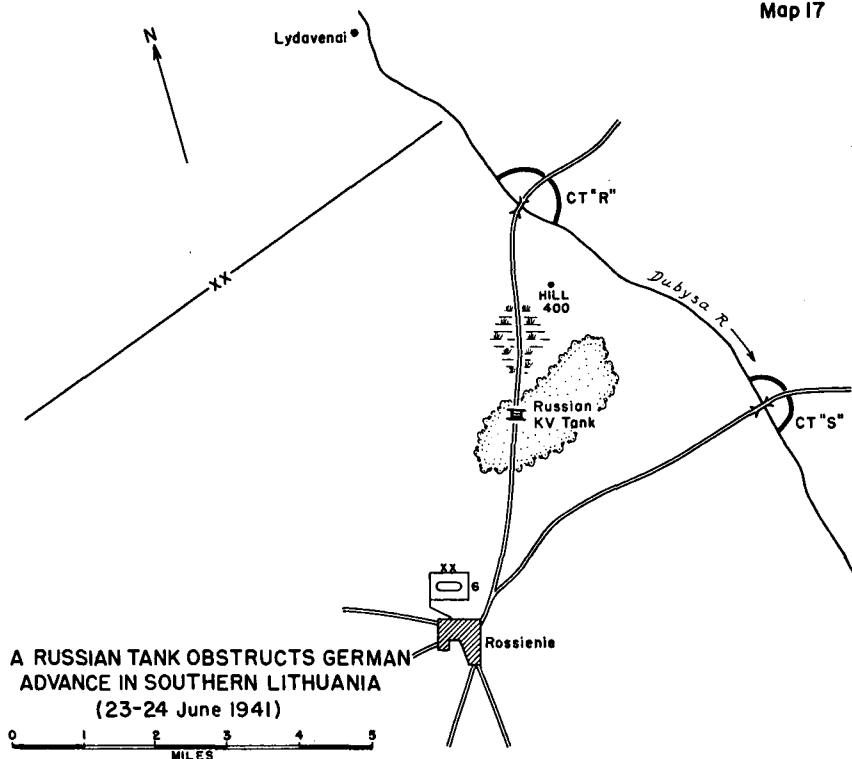 Map 17
N
Lydavenai
CT "R"
XX
HILL
400
Dubysa R
Russian
KV Tank
CT "S"
XX
6
Rossienie
A RUSSIAN TANK OBSTRUCTS GERMAN
ADVANCE IN SOUTHERN LITHUANIA
(23-24 June 1941)
0 1 2 3 4 5
MILES